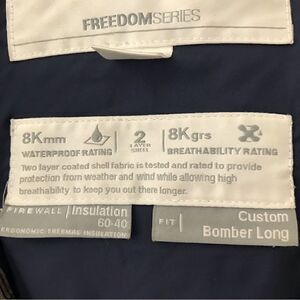 FREEDOMSERIES
8Kmm
WATERPROOF RATING
2
LAYER
SHELL
8Kgrs
BREATHABILITY RATING
Two layer coated shell fabric is tested and rated to provide
protection from weather and wind while allowing high
breathability to keep you out there longer.
FIREWALL Insulation
60-40
ERGONOMIC THERMAL PATTERNING
FIT Custom
Bomber Long